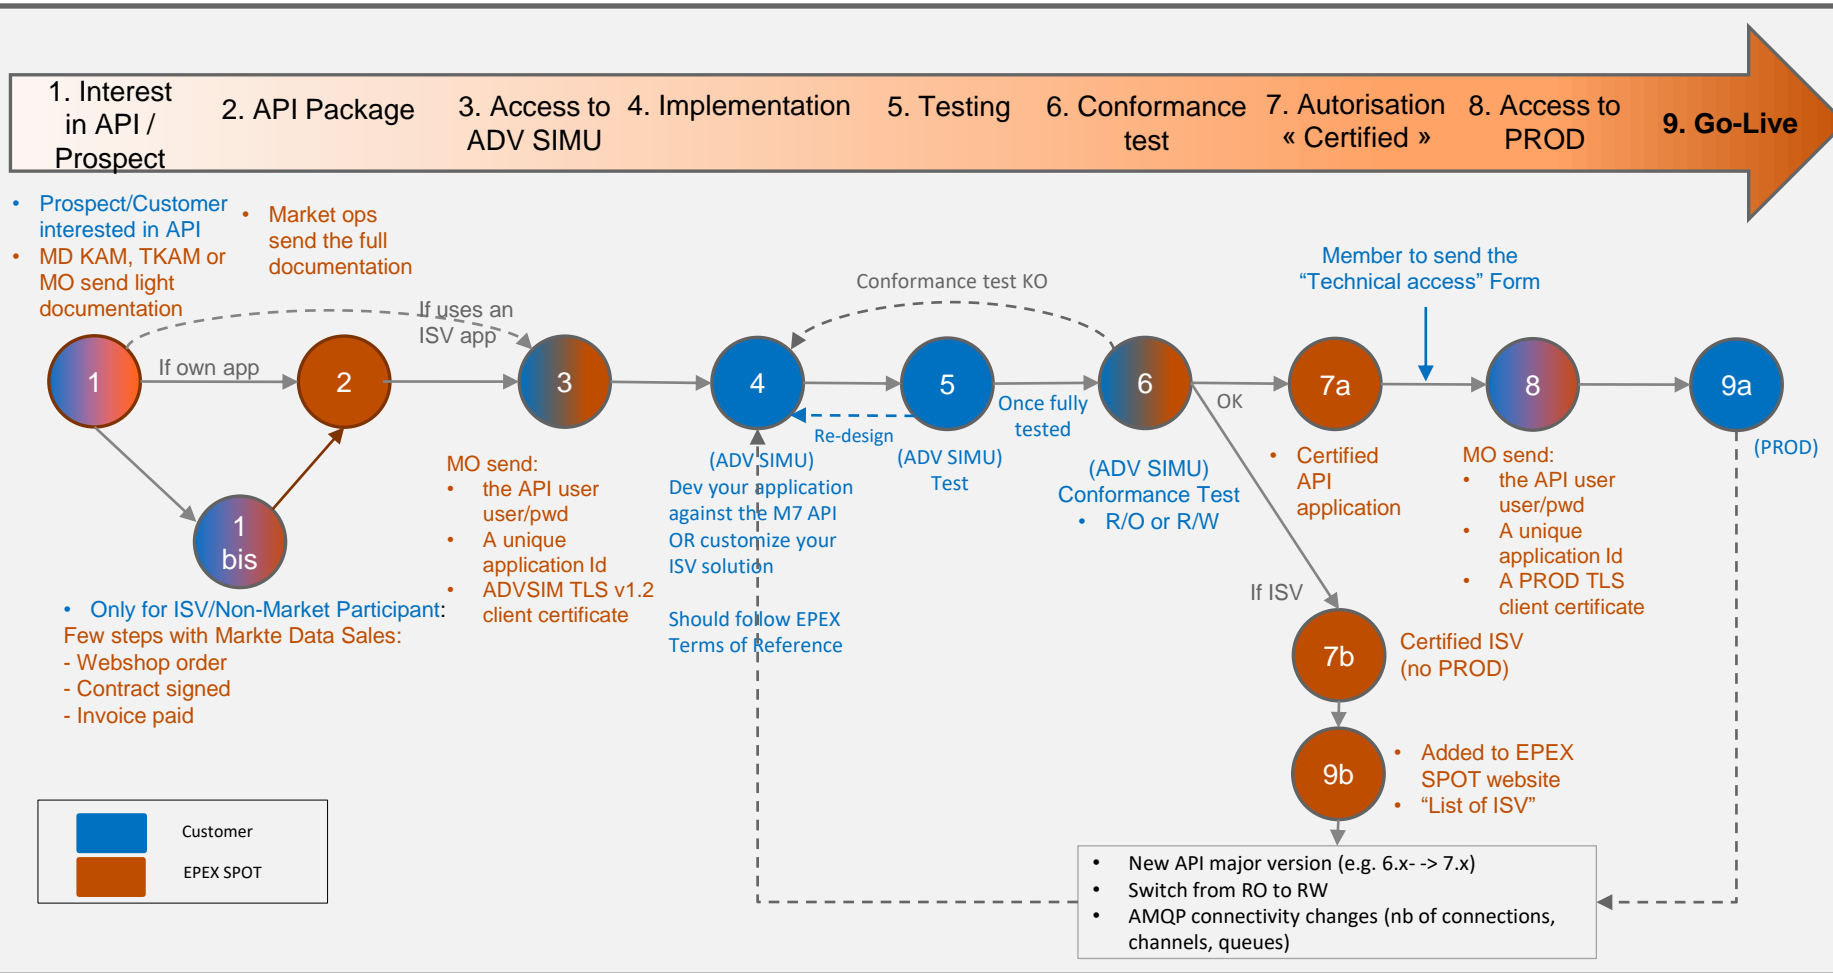 1. Interest
in API /
Prospect
2. API Package
3. Access to
ADV SIMU
4. Implementation
5. Testing
6. Conformance
test
7. Autorisation
« Certified »
8. Access to
PROD
9. Go-Live
• Prospect/Customer
interested in API
• MD KAM, TKAM or
MO send light
documentation
• Market ops
send the full
documentation
If uses an
ISV app
Conformance test KO
Member to send the
“Technical access” Form
1
If own app
2
3
4
5
6
7a
8
9a
OK
Once fully
tested
Re-design
(PROD)
1
bis
• Only for ISV/Non-Market Participant:
Few steps with Markte Data Sales:
- Webshop order
- Contract signed
- Invoice paid
MO send:
• the API user
user/pwd
• A unique
application Id
• ADVSIM TLS v1.2
client certificate
(ADV SIMU)
Dev your application
against the M7 API
OR customize your
ISV solution
Should follow EPEX
Terms of Reference
(ADV SIMU)
Test
(ADV SIMU)
Conformance Test
• R/O or R/W
• Certified
API
application
MO send:
• the API user
user/pwd
• A unique
application Id
• A PROD TLS
client certificate
If ISV
7b
Certified ISV
(no PROD)
9b
• Added to EPEX
SPOT website
• “List of ISV”
Customer
EPEX SPOT
• New API major version (e.g. 6.x- -> 7.x)
• Switch from RO to RW
• AMQP connectivity changes (nb of connections,
channels, queues)